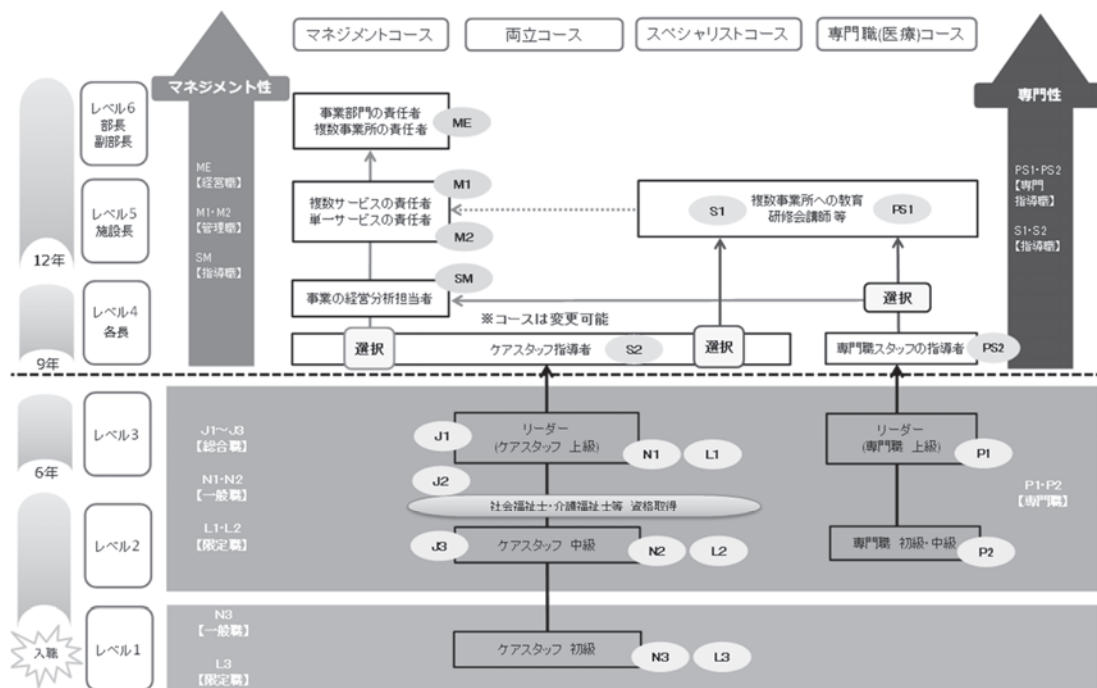 マネジメントコース
両立コース
スペシャリストコース
専門職(医療)コース
マネジメント性
専門性
レベル6
部長
副部長
事業部門の責任者
複数事業所の責任者
ME
ME
【経営職】
M1・M2
【管理職】
SM
【指導職】
PS1・PS2
【専門
指導職】
S1・S2
【指導職】
レベル5
施設長
M1
複数サービスの責任者
単一サービスの責任者
M2
S1
複数事業所への教育
研修会講師 等
PS1
12年
SM
事業の経営分析担当者
選択
レベル4
各長
※コースは変更可能
選択
ケアスタッフ指導者
S2
選択
専門職スタッフの指導者
PS2
9年
レベル3
J1~J3
【総合職】
J1
リーダー
(ケアスタッフ 上級)
N1
L1
リーダー
(専門職 上級)
P1
6年
N1・N2
【一般職】
J2
社会福祉士・介護福祉士等 資格取得
P1・P2
【専門職】
レベル2
L1・L2
【限定職】
J3
ケアスタッフ 中級
N2
L2
専門職 初級・中級
P2
入職
レベル1
N3
【一般職】
L3
【限定職】
ケアスタッフ 初級
N3
L3